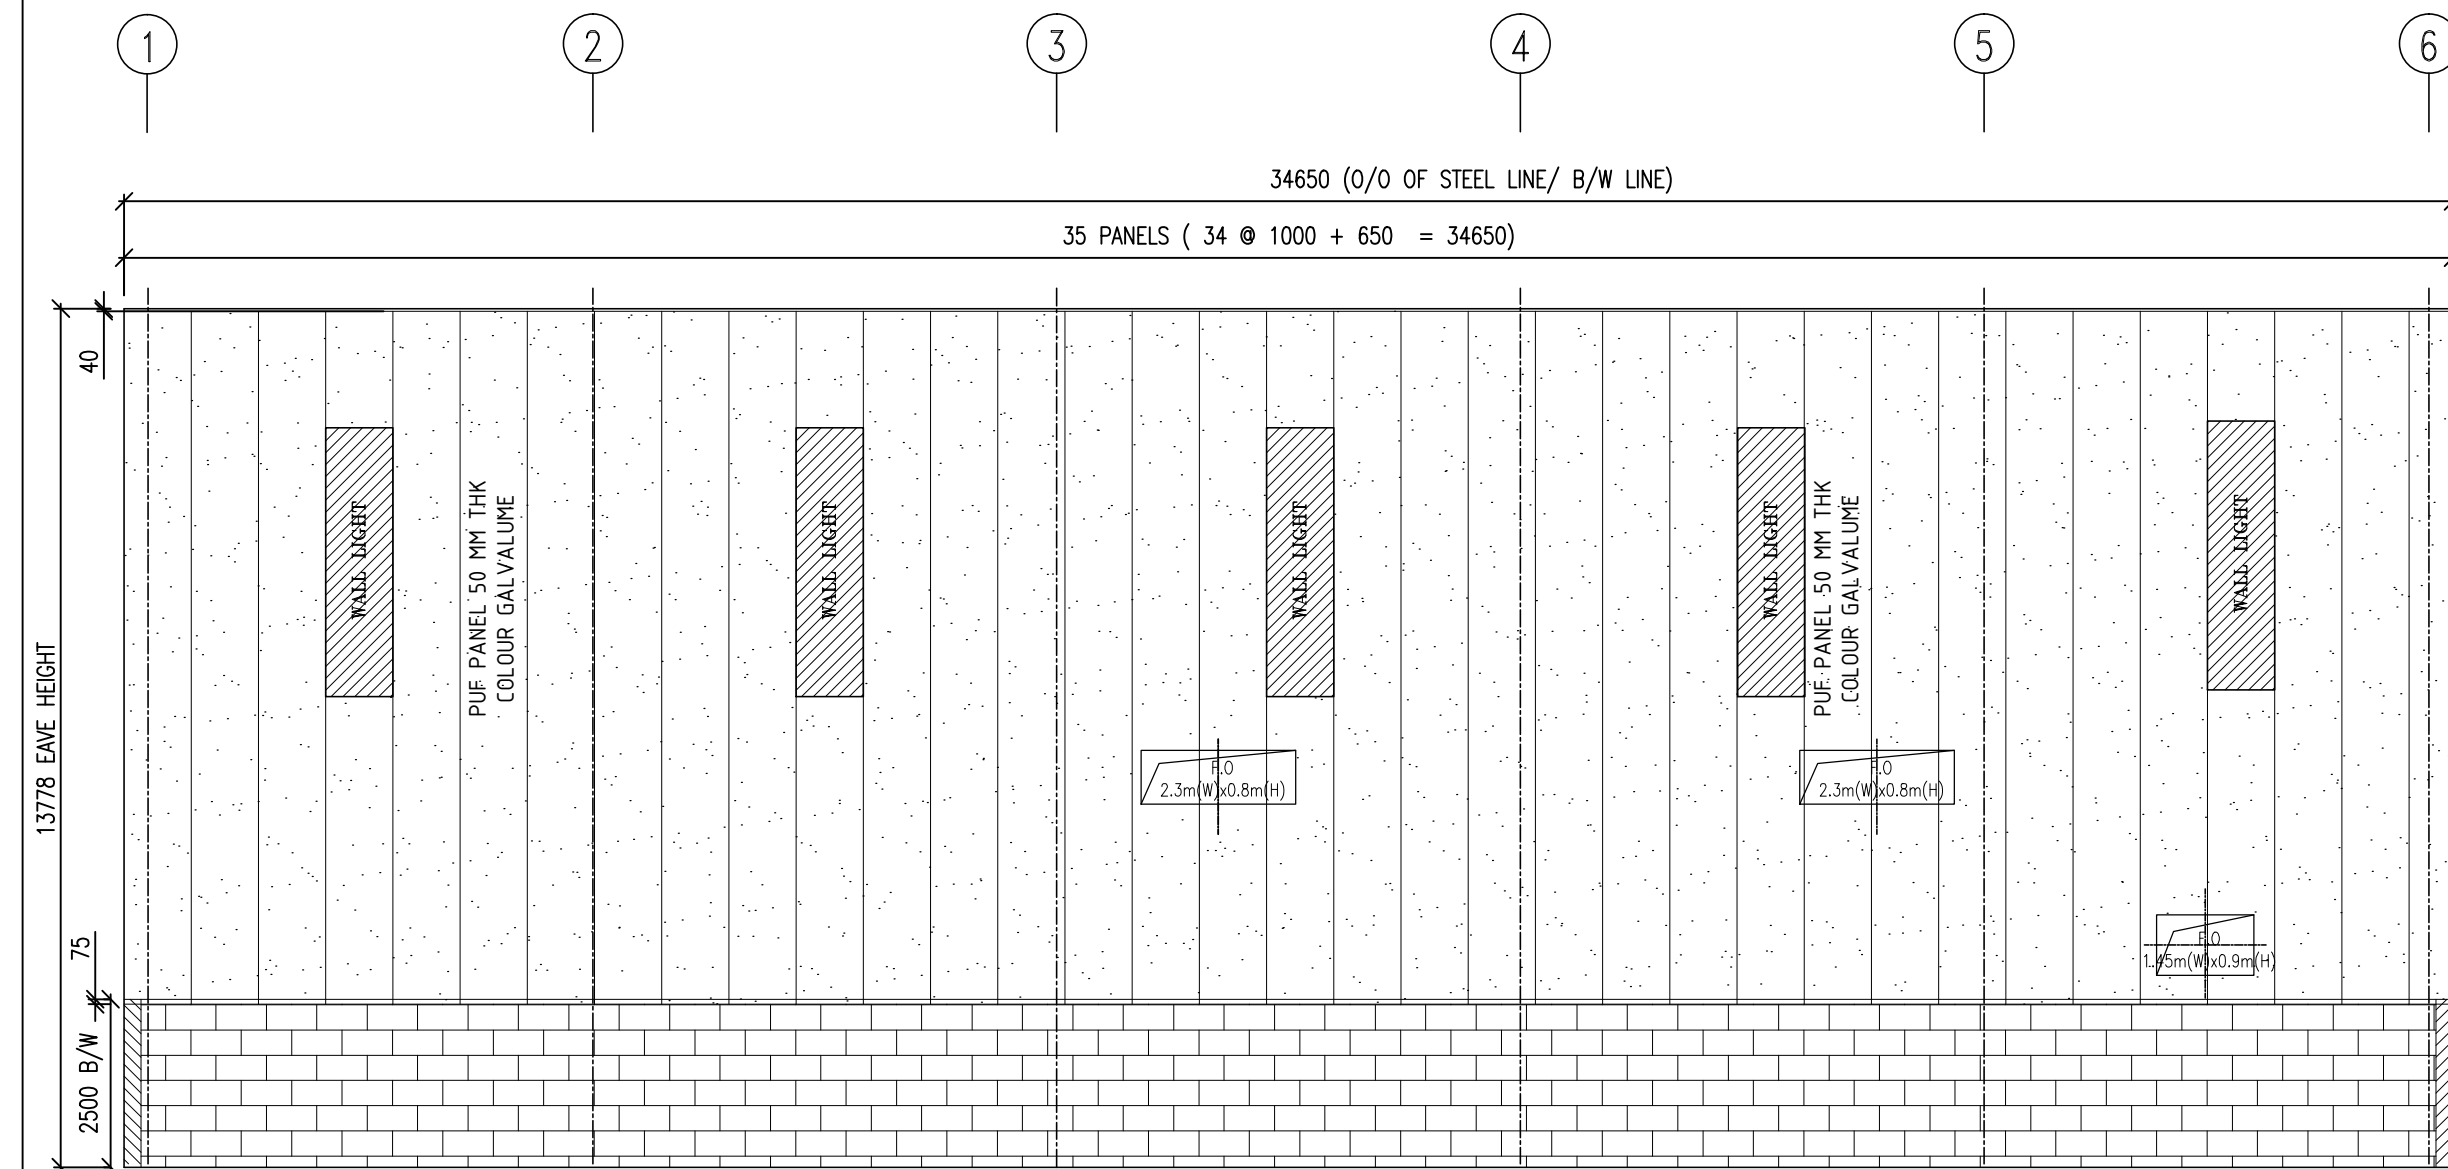 1
2
3
4
5
6
34650 (O/O OF STEEL LINE/ B/W LINE)
35 PANELS ( 34 @ 1000 + 650 = 34650)
40
13778 EAVE HEIGHT
75
2500 B/W
WALL LIGHT
PUF PANEL 50 MM THK
COLOUR GALVALUME
WALL LIGHT
WALL LIGHT
WALL LIGHT
PUF PANEL 50 MM THK
COLOUR GALVALUME
WALL LIGHT
F.O
2.3m(W)x0.8m(H)
F.O
2.3m(W)x0.8m(H)
F.O
1.45m(W)x0.9m(H)